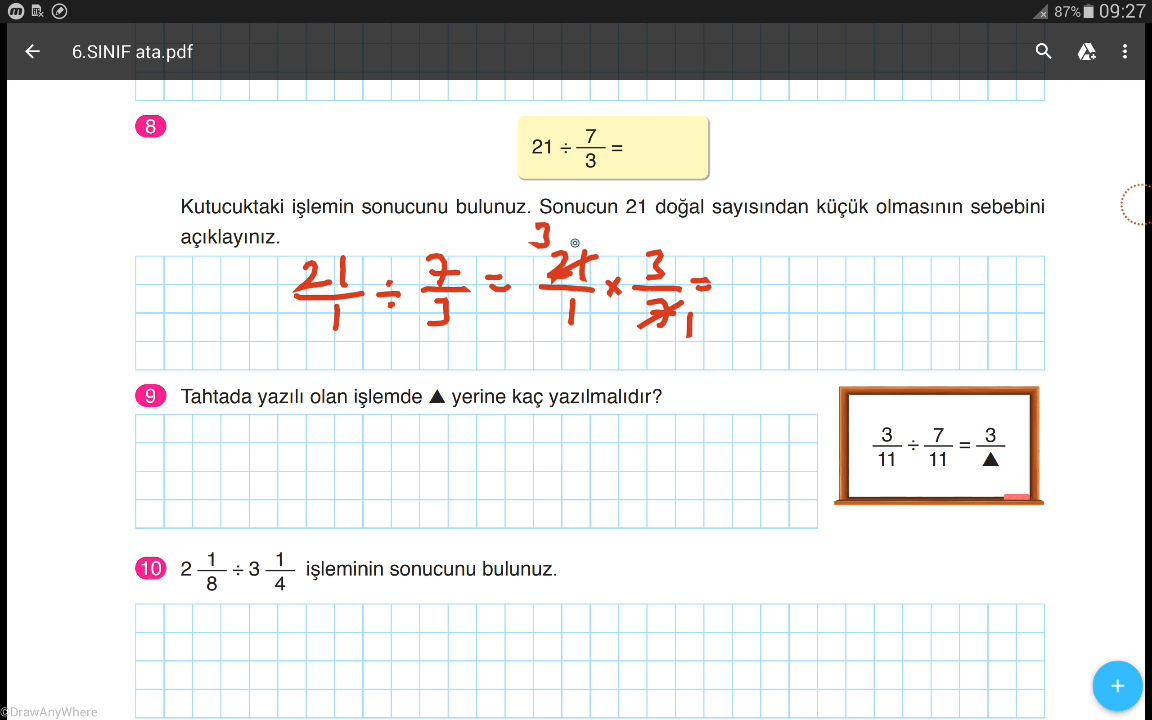 87% 09:27
6.SINIF ata.pdf
8
21 ÷ 7/3 =
Kutucuktaki işlemin sonucunu bulunuz. Sonucun 21 doğal sayısından küçük olmasının sebebini
açıklayınız.
3
21/1 ÷ 7/3 = 21/1 × 3/7 =
1
9 Tahtada yazılı olan işlemde ▲ yerine kaç yazılmalıdır?
3/11 ÷ 7/11 = 3/▲
10 2 1/8 ÷ 3 1/4 işleminin sonucunu bulunuz.
+
©DrawAnyWhere